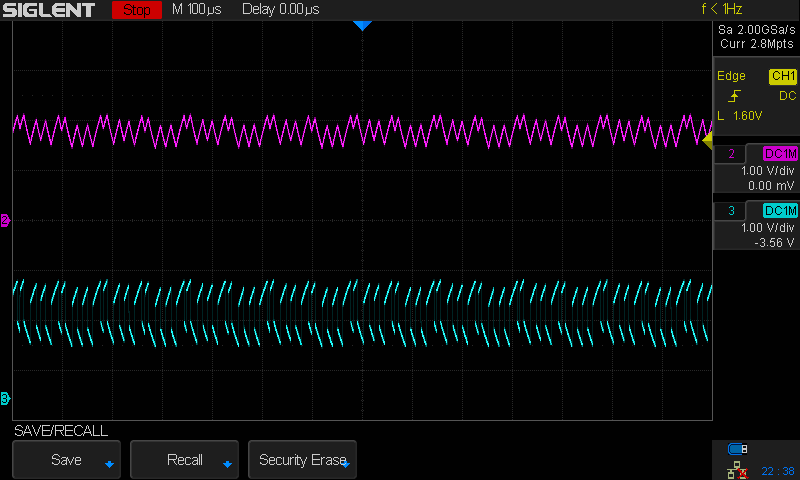 SIGLENT Stop M 100µs Delay 0.00µs f < 1Hz
Sa 2.00GSa/s
Curr 2.8Mpts
Edge CH1
DC
L 1.60V
2 DC1M
1.00 V/div
0.00 mV
3 DC1M
1.00 V/div
-3.56 V
2
3
SAVE/RECALL
Save Recall Security Erase
22:38